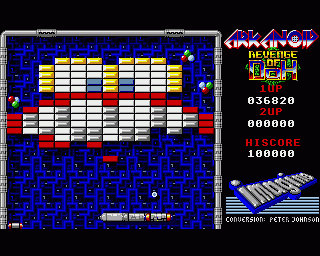 ARKANOID
REVENGE
OF
DOH
1UP
036820
2UP
000000
HISCORE
100000
IMAGINE
CONVERSION: PETER JOHNSON